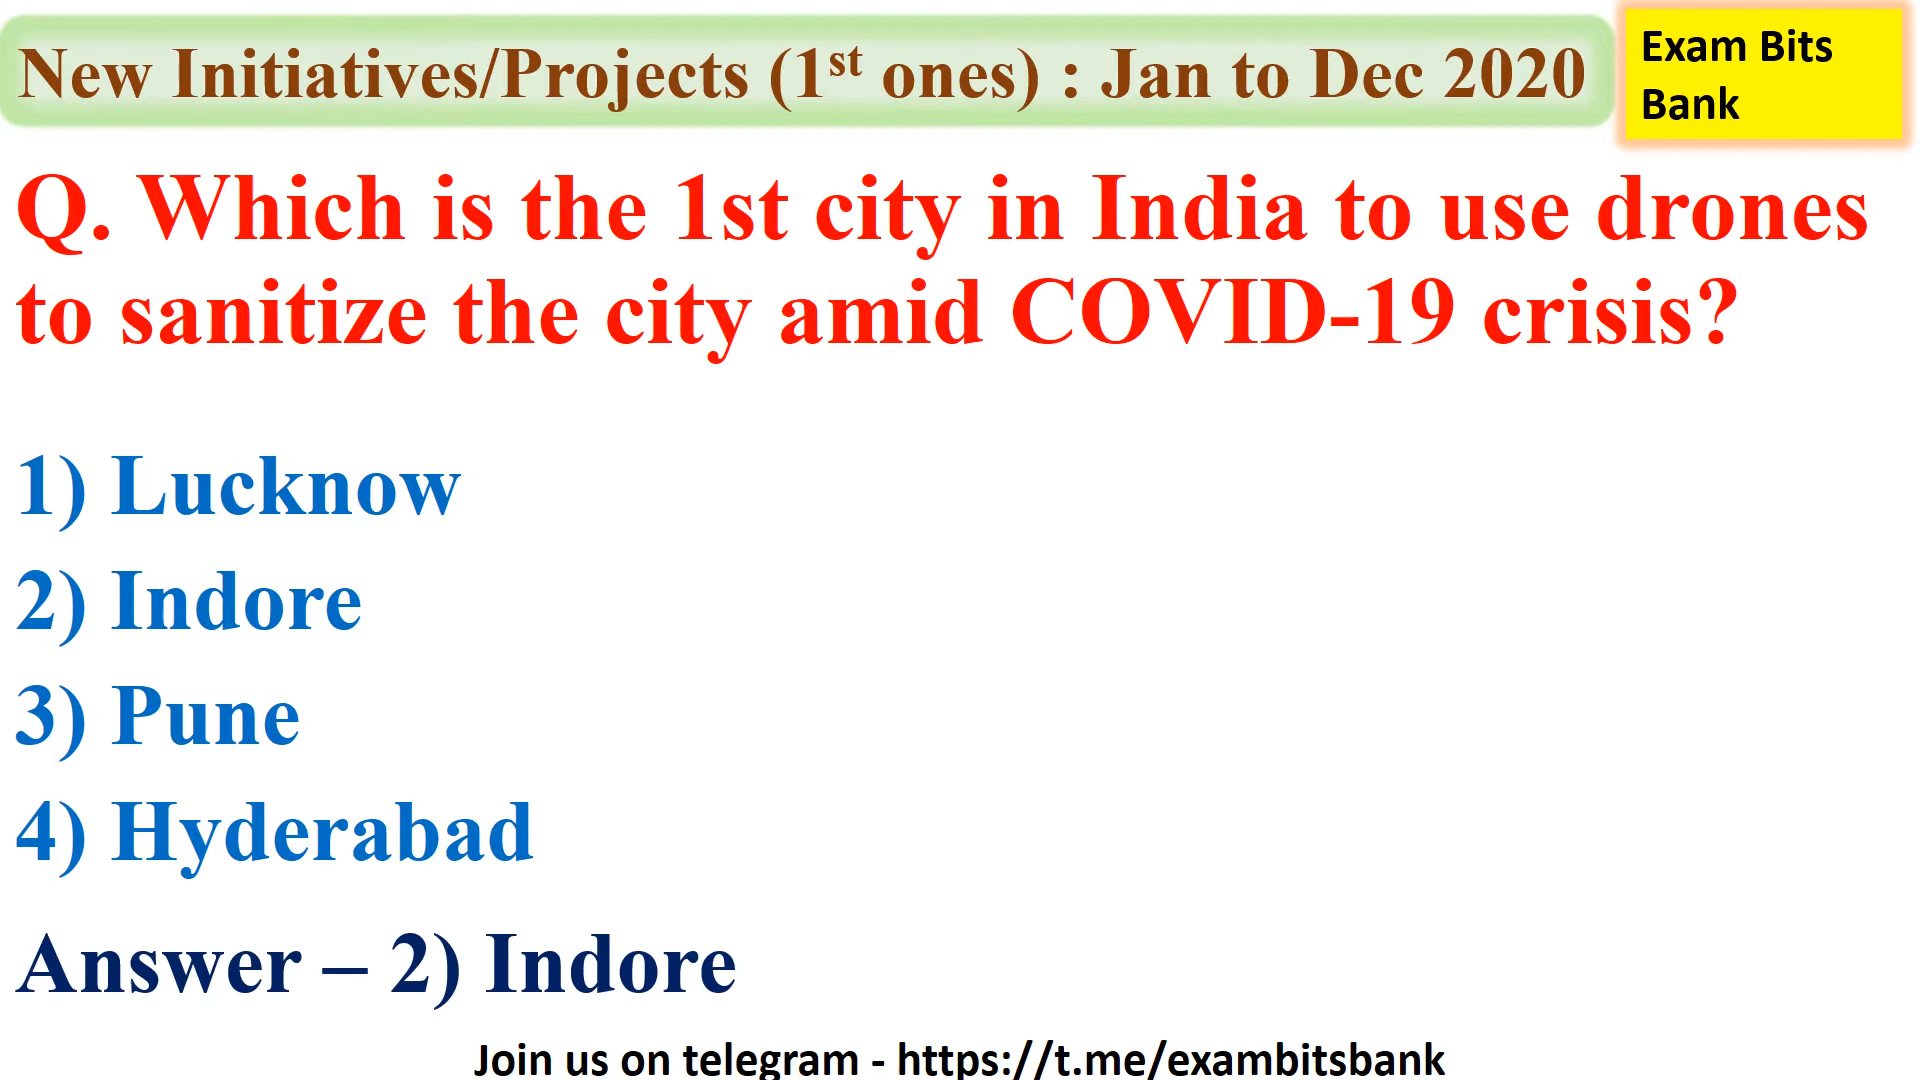 New Initiatives/Projects (1st ones) : Jan to Dec 2020
Exam Bits
Bank
Q. Which is the 1st city in India to use drones
to sanitize the city amid COVID-19 crisis?
1) Lucknow
2) Indore
3) Pune
4) Hyderabad
Answer – 2) Indore
Join us on telegram - https://t.me/exambitsbank